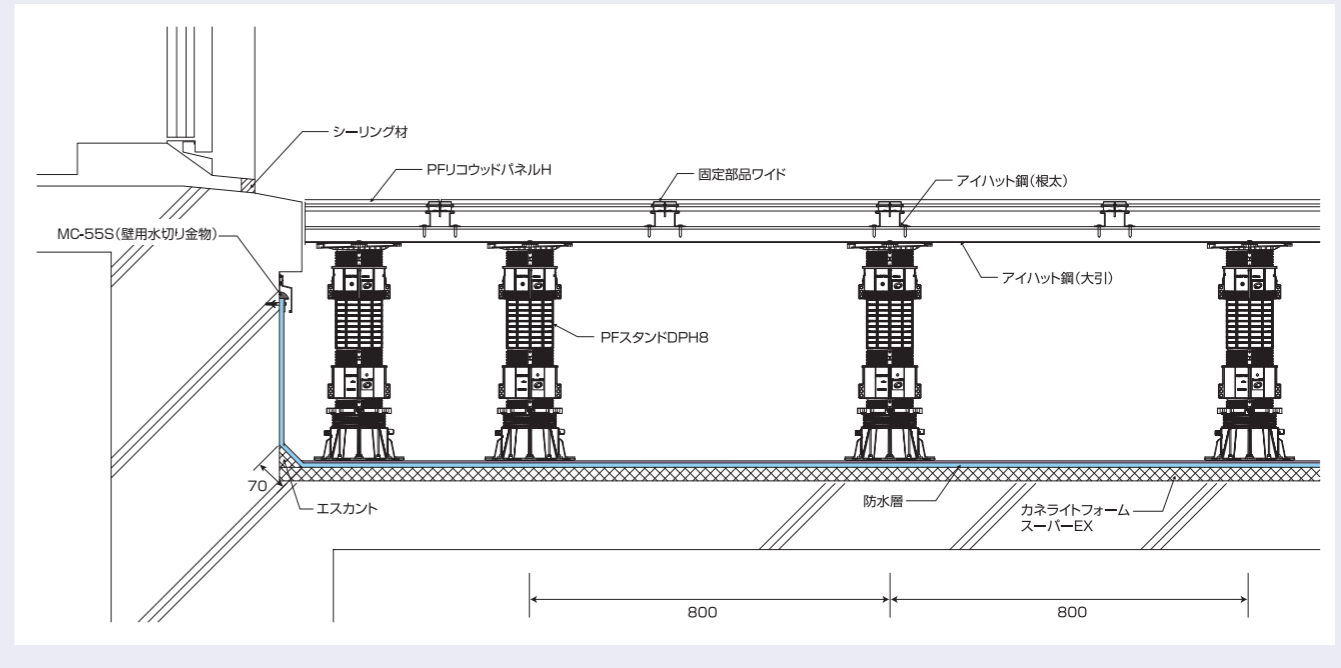 シーリング材
PFリコウッドパネルH
固定部品ワイド
アイハット鋼(根太)
MC-55S(壁用水切り金物)
アイハット鋼(大引)
PFスタンドDPH8
70
エスカント
防水層
カネライトフォーム
スーパーEX
800
800